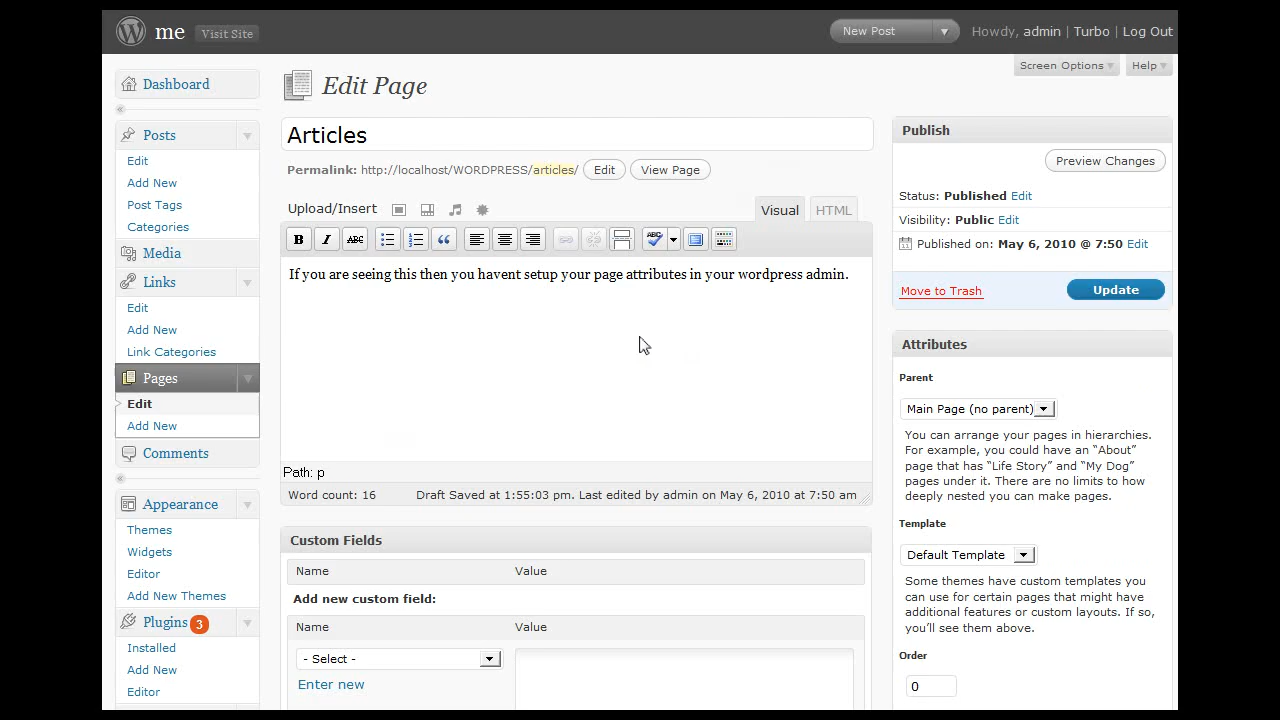 me Visit Site
New Post
Howdy, admin | Turbo | Log Out
Screen Options
Help
Dashboard
Posts
Edit
Add New
Post Tags
Categories
Media
Links
Edit
Add New
Link Categories
Pages
Edit
Add New
Comments
Appearance
Themes
Widgets
Editor
Add New Themes
Plugins 3
Installed
Add New
Editor
Edit Page
Articles
Permalink: http://localhost/WORDPRESS/articles/ Edit View Page
Upload/Insert
Visual
HTML
B I ABC
ABC
If you are seeing this then you havent setup your page attributes in your wordpress admin.
Path: p
Word count: 16
Draft Saved at 1:55:03 pm. Last edited by admin on May 6, 2010 at 7:50 am
Custom Fields
Name Value
Add new custom field:
Name Value
- Select -
Enter new
Publish
Preview Changes
Status: Published Edit
Visibility: Public Edit
Published on: May 6, 2010 @ 7:50 Edit
Move to Trash
Update
Attributes
Parent
Main Page (no parent)
You can arrange your pages in hierarchies.
For example, you could have an “About”
page that has “Life Story” and “My Dog”
pages under it. There are no limits to how
deeply nested you can make pages.
Template
Default Template
Some themes have custom templates you
can use for certain pages that might have
additional features or custom layouts. If so,
you’ll see them above.
Order
0